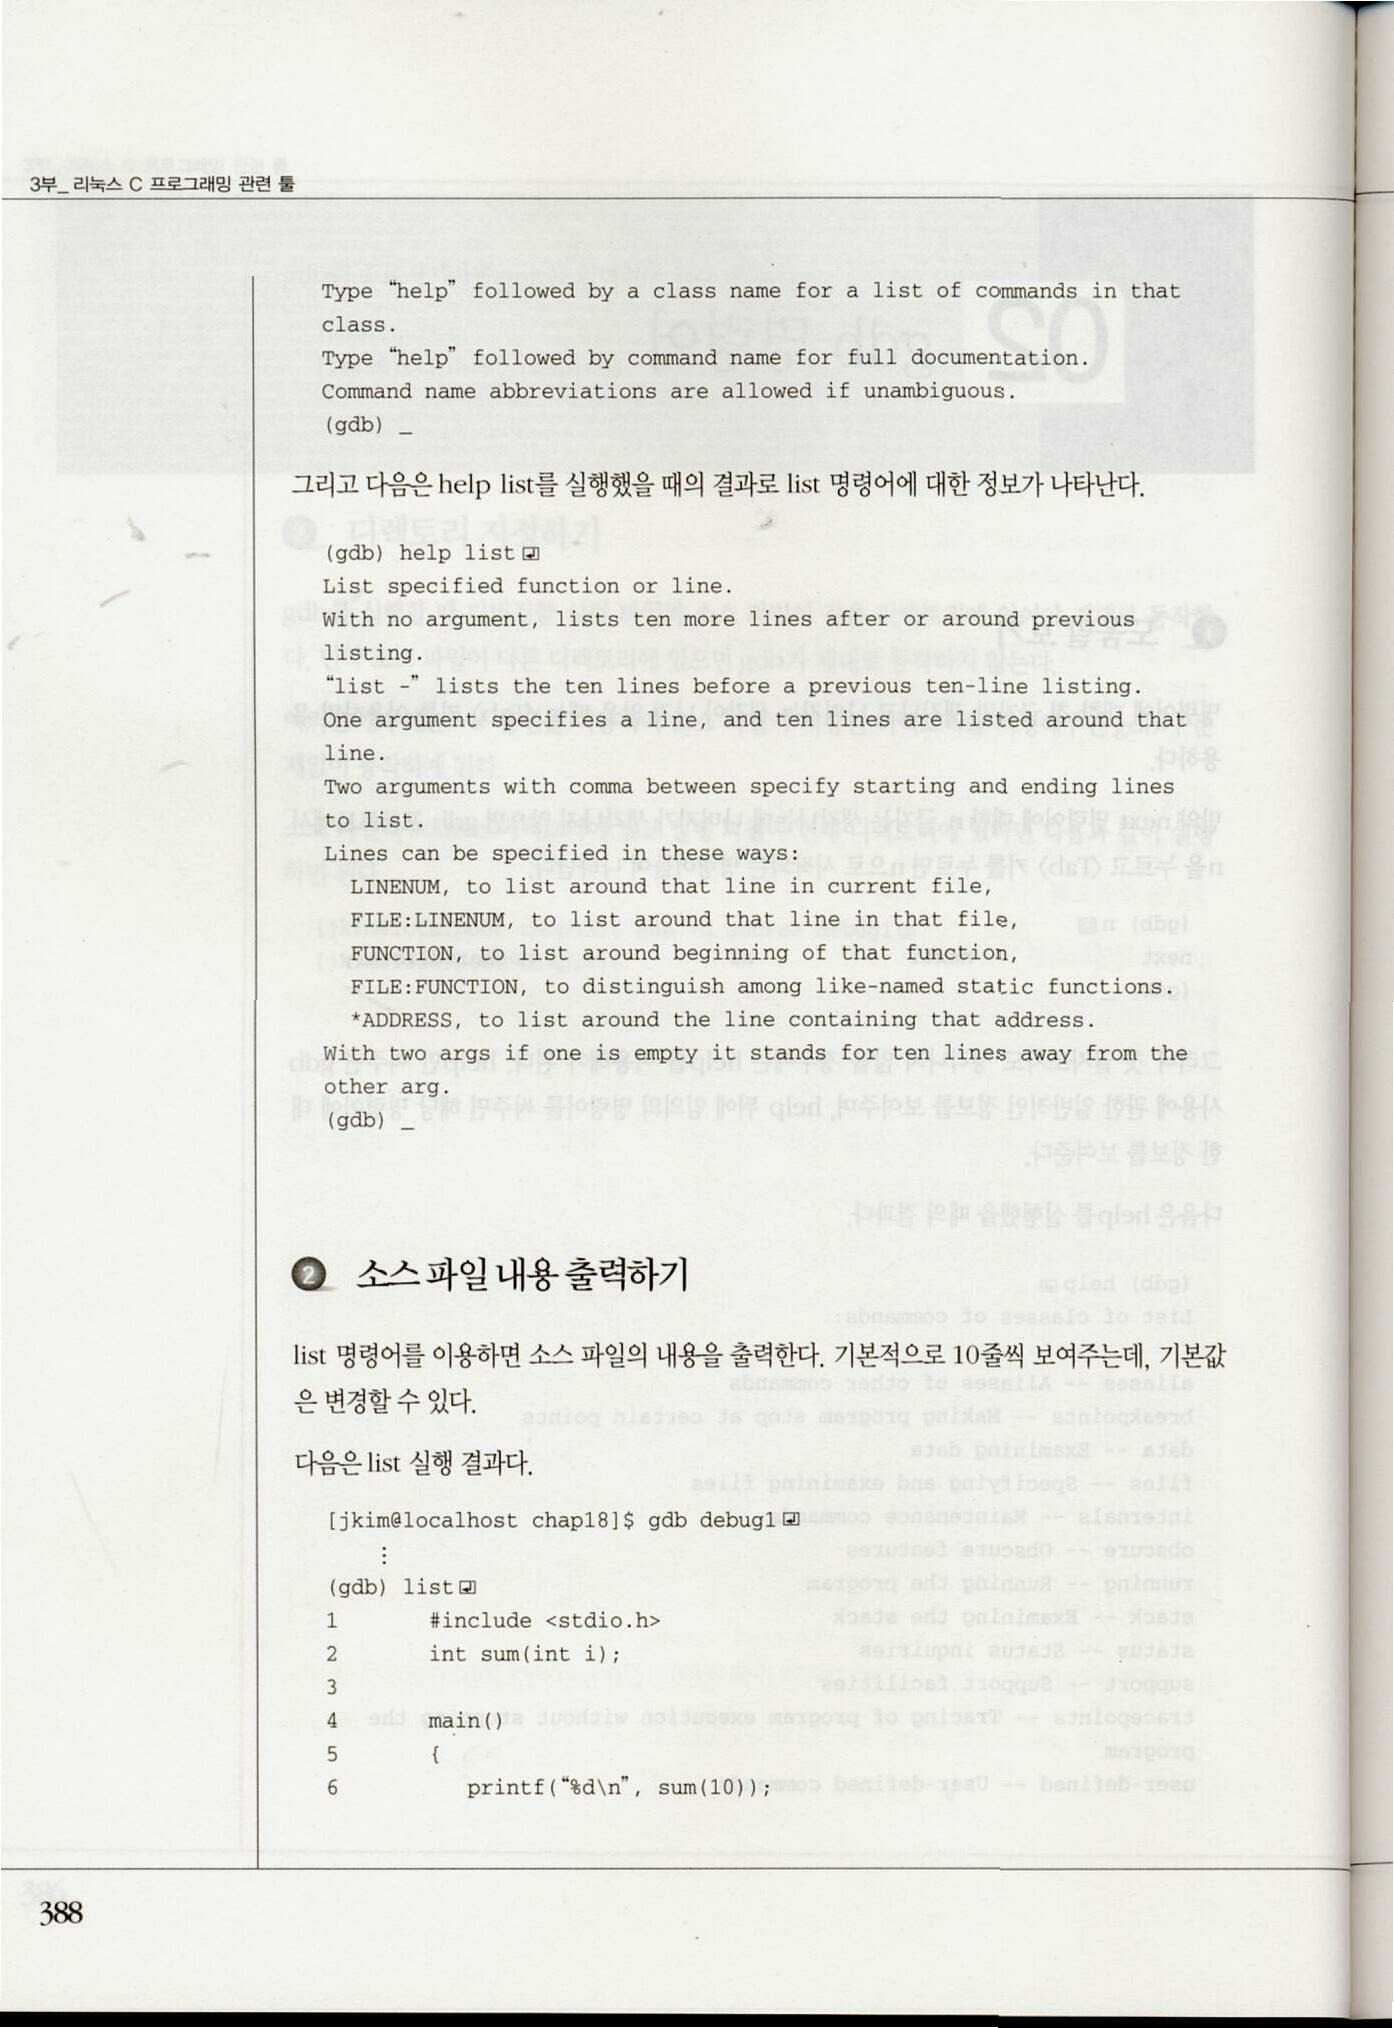 3부_ 리눅스 C 프로그래밍 관련 툴
Type “help” followed by a class name for a list of commands in that
class.
Type “help” followed by command name for full documentation.
Command name abbreviations are allowed if unambiguous.
(gdb) _
그리고 다음은 help list를 실행했을 때의 결과로 list 명령어에 대한 정보가 나타난다.
(gdb) help list
List specified function or line.
With no argument, lists ten more lines after or around previous
listing.
“list -” lists the ten lines before a previous ten-line listing.
One argument specifies a line, and ten lines are listed around that
line.
Two arguments with comma between specify starting and ending lines
to list.
Lines can be specified in these ways:
LINENUM, to list around that line in current file,
FILE:LINENUM, to list around that line in that file,
FUNCTION, to list around beginning of that function,
FILE:FUNCTION, to distinguish among like-named static functions.
*ADDRESS, to list around the line containing that address.
With two args if one is empty it stands for ten lines away from the
other arg.
(gdb) _
2 소스 파일 내용 출력하기
list 명령어를 이용하면 소스 파일의 내용을 출력한다. 기본적으로 10줄씩 보여주는데, 기본값
은 변경할 수 있다.
다음은 list 실행 결과다.
[jkim@localhost chap18]$ gdb debug1
⋮
(gdb) list
1 #include <stdio.h>
2 int sum(int i);
3
4 main()
5 {
6 printf(“%d\n”, sum(10));
388